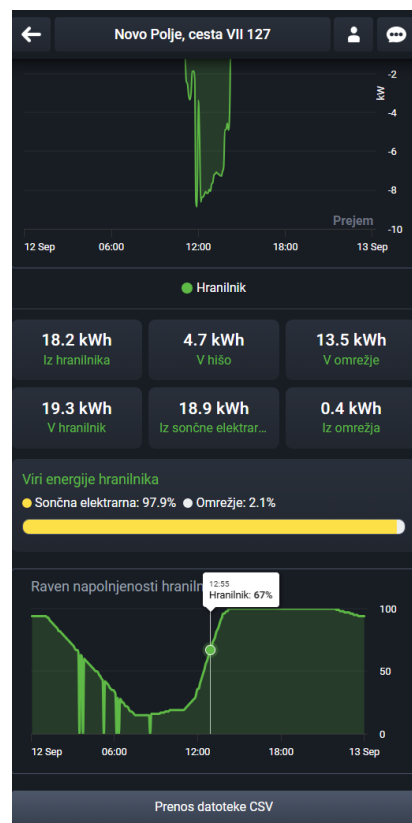 Novo Polje, cesta VII 127
-2
kW
-4
-6
-8
Prejem
-10
12 Sep 06:00 12:00 18:00 13 Sep
Hranilnik
18.2 kWh 4.7 kWh 13.5 kWh
Iz hranilnika V hišo V omrežje
19.3 kWh 18.9 kWh 0.4 kWh
V hranilnik Iz sončne elektrar... Iz omrežja
Viri energije hranilnika
Sončna elektrarna: 97.9% Omrežje: 2.1%
12:55
Raven napolnjenosti hraniln Hranilnik: 67%
100
50
0
12 Sep 06:00 12:00 18:00 13 Sep
Prenos datoteke CSV